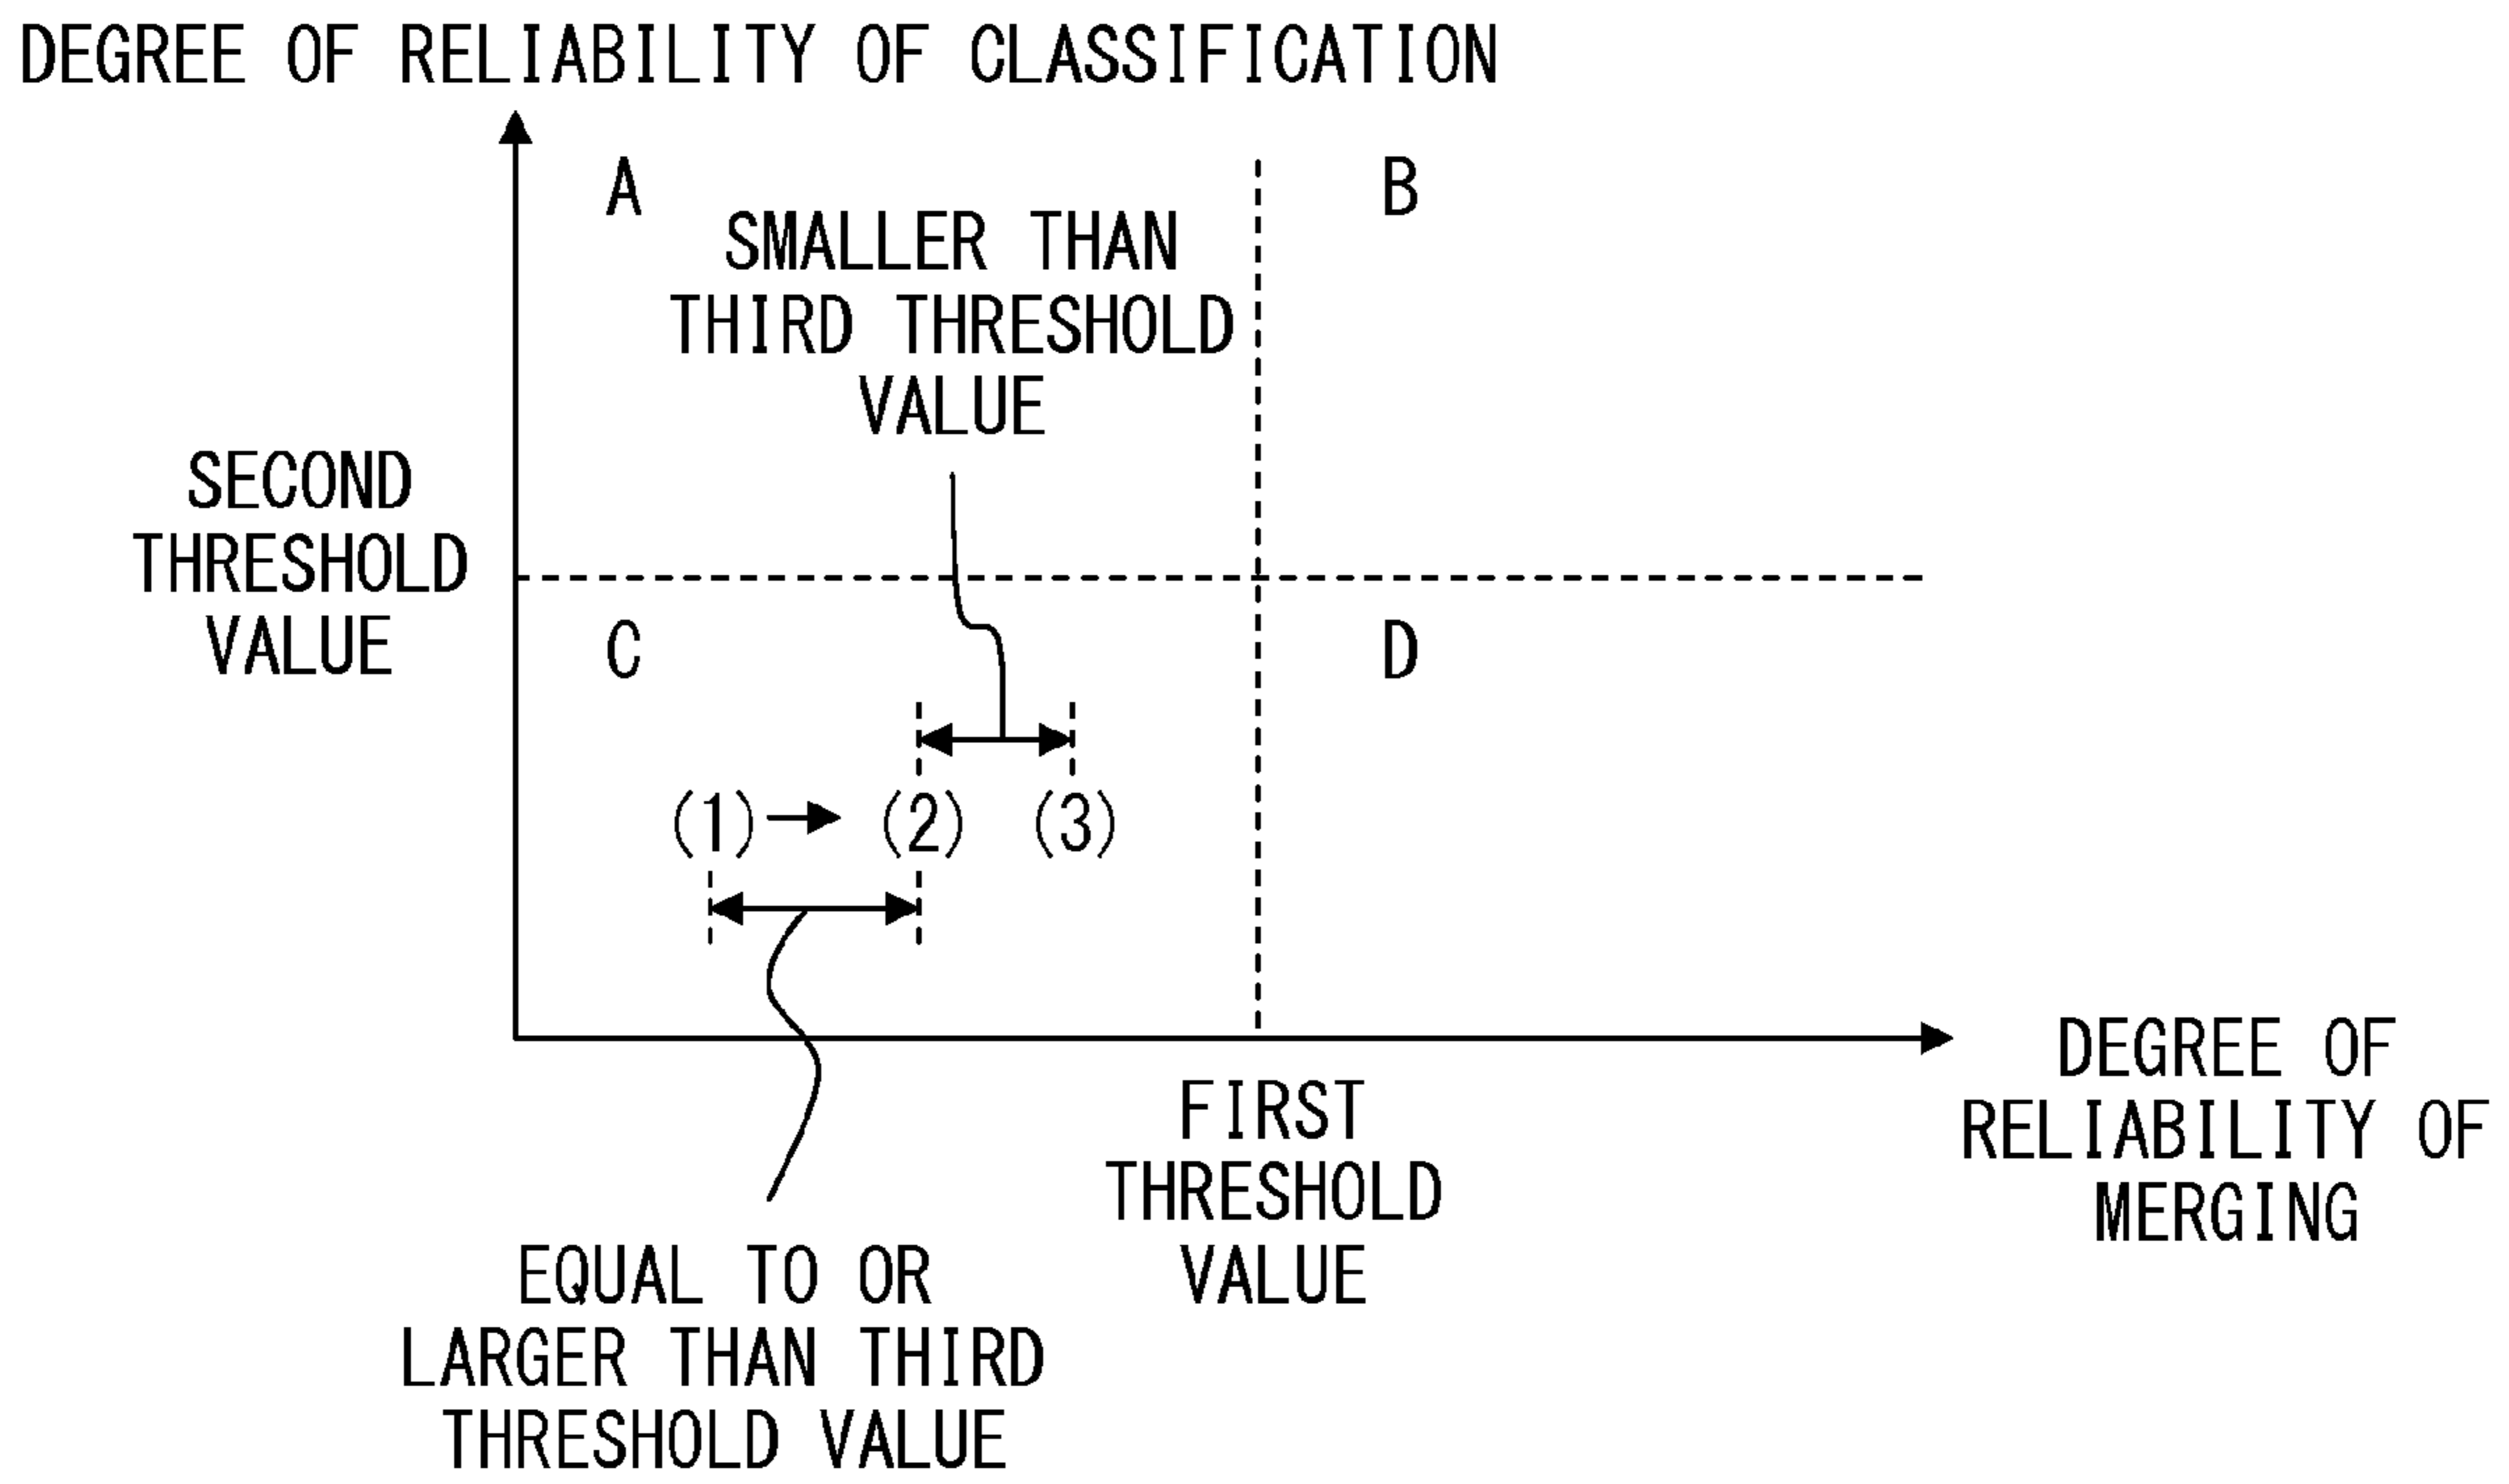 DEGREE OF RELIABILITY OF CLASSIFICATION
A
B
SMALLER THAN
THIRD THRESHOLD
VALUE
SECOND
THRESHOLD
VALUE
C
D
(1)
(2)
(3)
DEGREE OF
RELIABILITY OF
MERGING
FIRST
THRESHOLD
VALUE
EQUAL TO OR
LARGER THAN THIRD
THRESHOLD VALUE